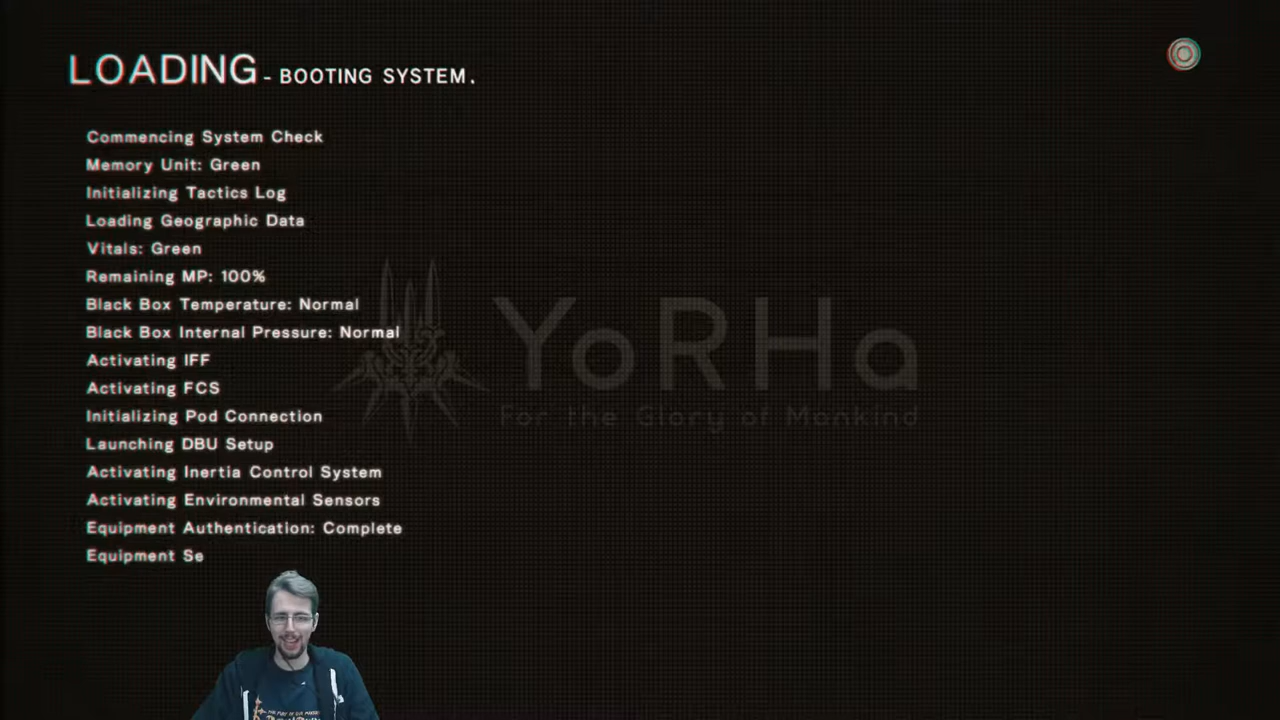 LOADING - BOOTING SYSTEM.
Commencing System Check
Memory Unit: Green
Initializing Tactics Log
Loading Geographic Data
Vitals: Green
Remaining MP: 100%
Black Box Temperature: Normal
Black Box Internal Pressure: Normal
Activating IFF
Activating FCS
Initializing Pod Connection
Launching DBU Setup
Activating Inertia Control System
Activating Environmental Sensors
Equipment Authentication: Complete
Equipment Se
YoRHa
For the Glory of Mankind